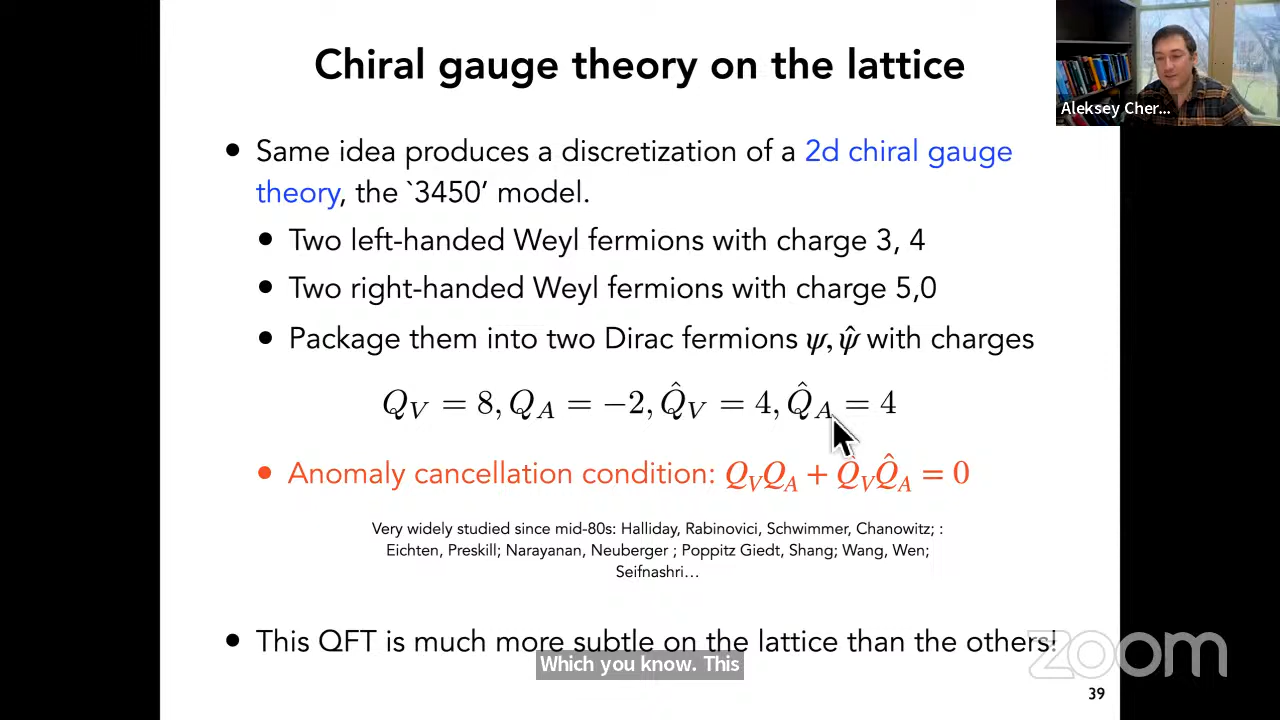 Chiral gauge theory on the lattice
Aleksey Cher...
• Same idea produces a discretization of a 2d chiral gauge
theory, the `3450’ model.
• Two left-handed Weyl fermions with charge 3, 4
• Two right-handed Weyl fermions with charge 5,0
• Package them into two Dirac fermions ψ, ψ̂ with charges
Q_V = 8, Q_A = −2, Q̂_V = 4, Q̂_A = 4
• Anomaly cancellation condition: Q_V Q_A + Q̂_V Q̂_A = 0
Very widely studied since mid-80s: Halliday, Rabinovici, Schwimmer, Chanowitz; :
Eichten, Preskill; Narayanan, Neuberger ; Poppitz Giedt, Shang; Wang, Wen;
Seifnashri…
• This QFT is much more subtle on the lattice than the others!
Which you know. This
zoom
39